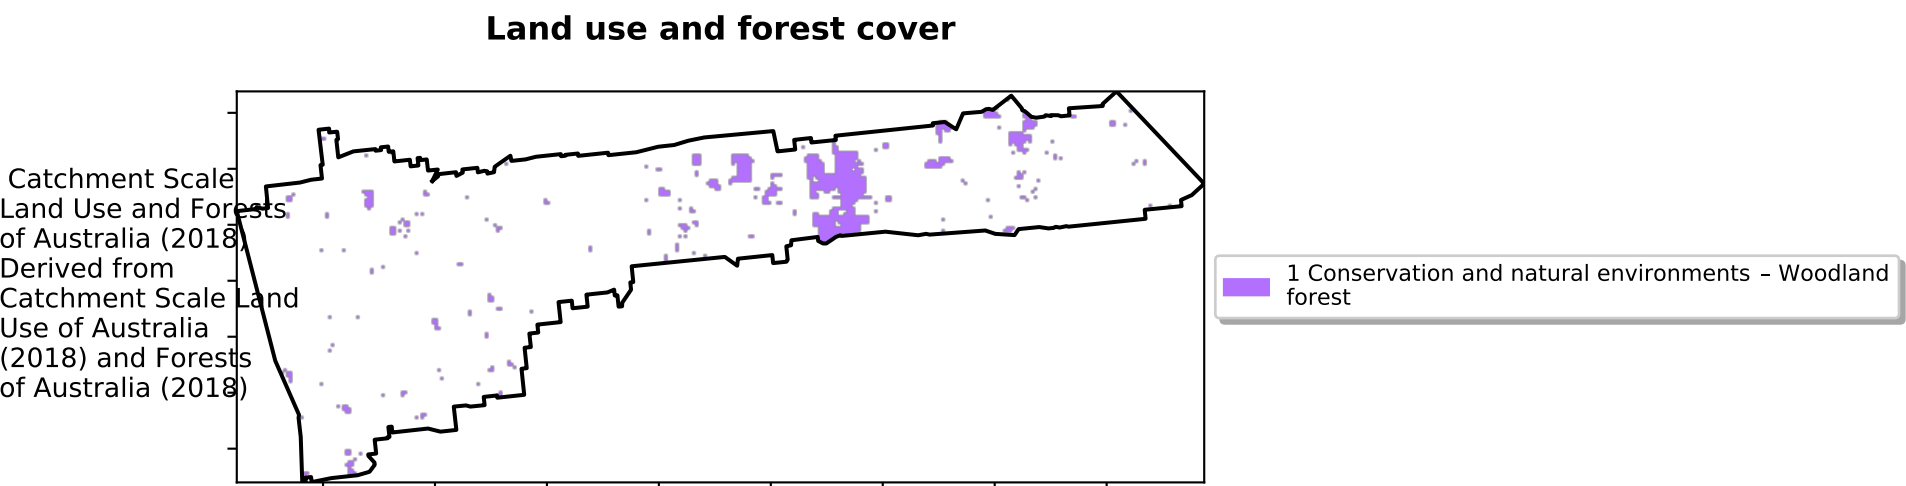 Land use and forest cover
Catchment Scale
Land Use and Forests
of Australia (2018)
Derived from
Catchment Scale Land
Use of Australia
(2018) and Forests
of Australia (2018)
1 Conservation and natural environments – Woodland
forest